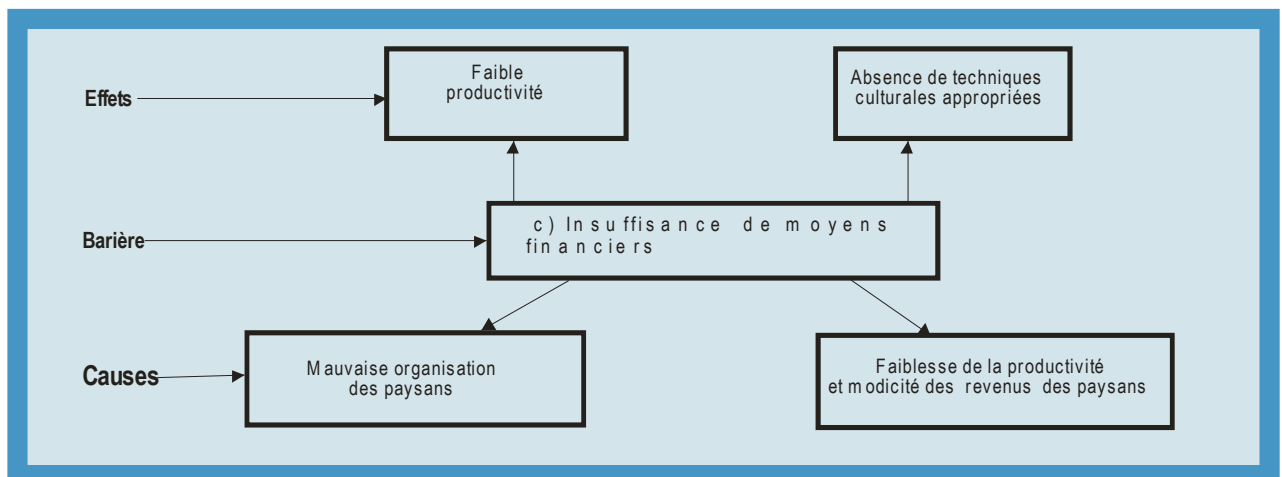 Effets
Faible
productivité
Absence de techniques
culturales appropriées
Barière
c) Insuffisance de moyens
financiers
Causes
Mauvaise organisation
des paysans
Faiblesse de la productivité
et modicité des revenus des paysans